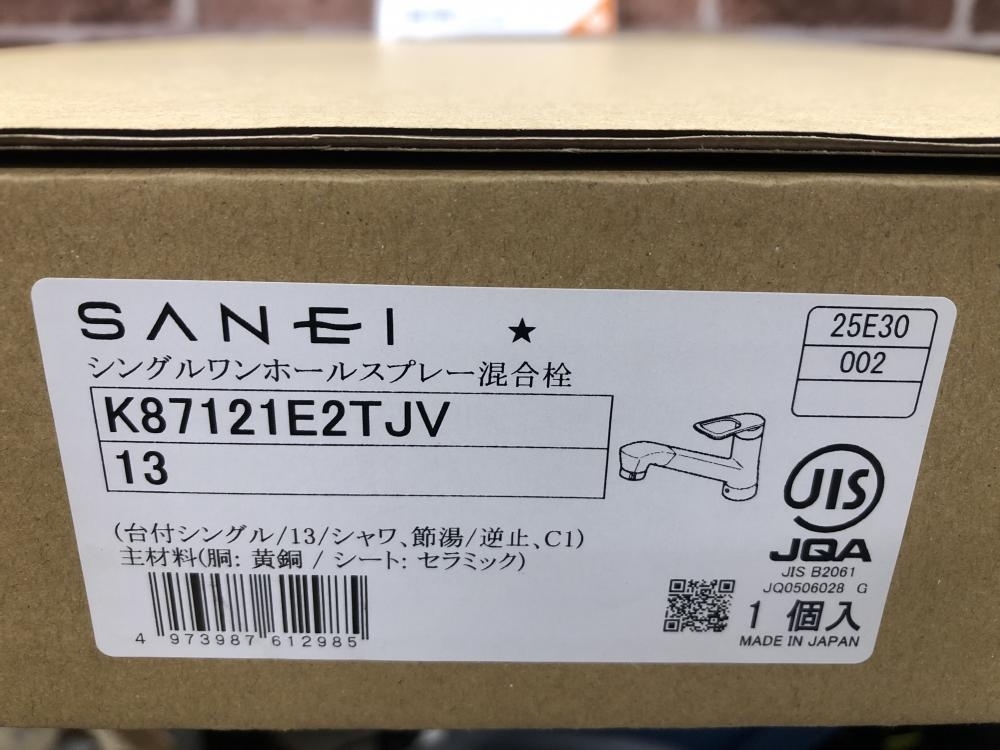 SANEI ★
シングルワンホールスプレー混合栓
K87121E2TJV
13
25E30
002
(台付シングル/13/シャワ、節湯/逆止、C1)
主材料(胴: 黄銅 / シート: セラミック)
4 973987 612985
JIS
JQA
JIS B2061
JQ0506028 G
1 個入
MADE IN JAPAN